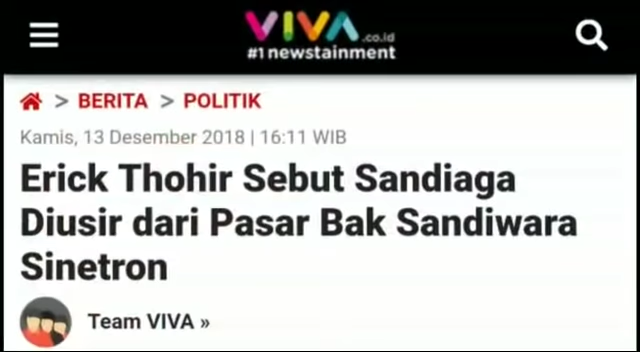 VIVA.co.id
#1newstainment
> BERITA > POLITIK
Kamis, 13 Desember 2018 | 16:11 WIB
Erick Thohir Sebut Sandiaga
Diusir dari Pasar Bak Sandiwara
Sinetron
Team VIVA »